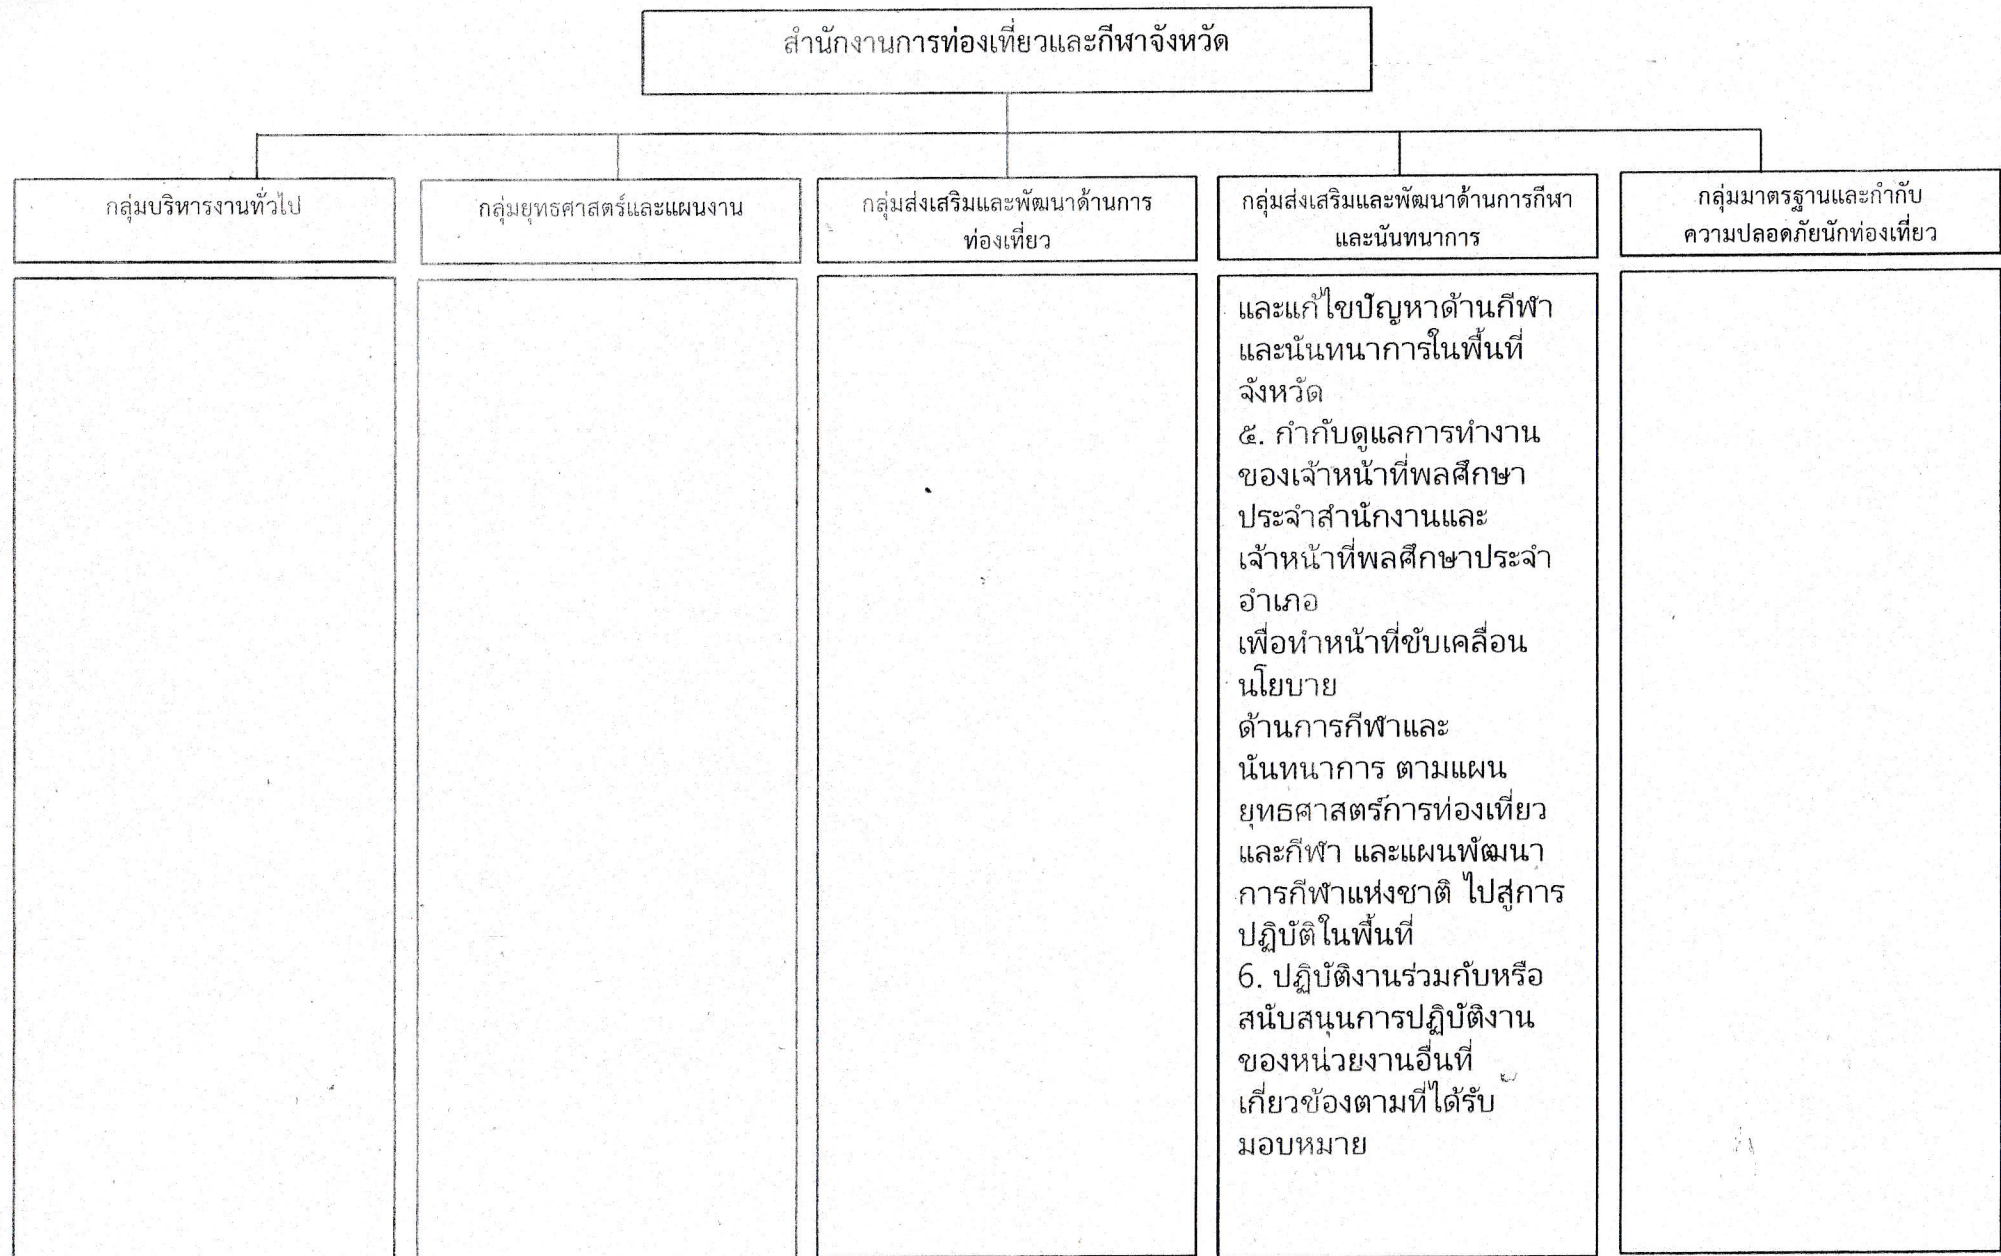 สำนักงานการท่องเที่ยวและกีฬาจังหวัด
กลุ่มบริหารงานทั่วไป
กลุ่มยุทธศาสตร์และแผนงาน
กลุ่มส่งเสริมและพัฒนาด้านการ
ท่องเที่ยว
กลุ่มส่งเสริมและพัฒนาด้านการกีฬา
และนันทนาการ
กลุ่มมาตรฐานและกำกับ
ความปลอดภัยนักท่องเที่ยว
และแก้ไขปัญหาด้านกีฬา
และนันทนาการในพื้นที่
จังหวัด
๕. กำกับดูแลการทำงาน
ของเจ้าหน้าที่พลศึกษา
ประจำสำนักงานและ
เจ้าหน้าที่พลศึกษาประจำ
อำเภอ
เพื่อทำหน้าที่ขับเคลื่อน
นโยบาย
ด้านการกีฬาและ
นันทนาการ ตามแผน
ยุทธศาสตร์การท่องเที่ยว
และกีฬา และแผนพัฒนา
การกีฬาแห่งชาติ ไปสู่การ
ปฏิบัติในพื้นที่
6. ปฏิบัติงานร่วมกับหรือ
สนับสนุนการปฏิบัติงาน
ของหน่วยงานอื่นที่
เกี่ยวข้องตามที่ได้รับ
มอบหมาย